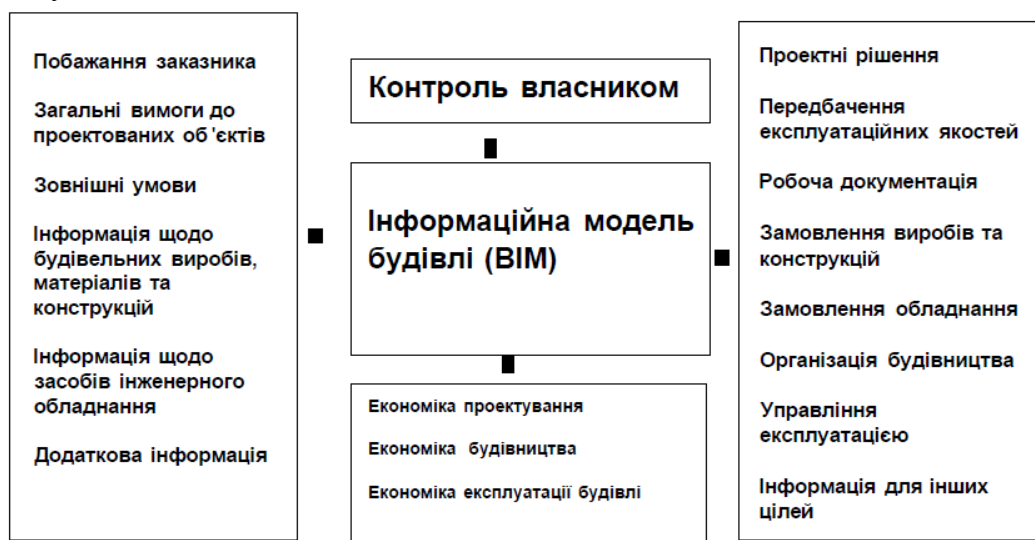 Побажання заказника
Загальні вимоги до
проектованих об'єктів
Зовнішні умови
Інформація щодо
будівельних виробів,
матеріалів та
конструкцій
Інформація щодо
засобів інженерного
обладнання
Додаткова інформація
Контроль власником
Інформаційна модель
будівлі (BIM)
Економіка проектування
Економіка будівництва
Економіка експлуатації будівлі
Проектні рішення
Передбачення
експлуатаційних якостей
Робоча документація
Замовлення виробів та
конструкцій
Замовлення обладнання
Організація будівництва
Управління
експлуатацією
Інформація для інших
цілей